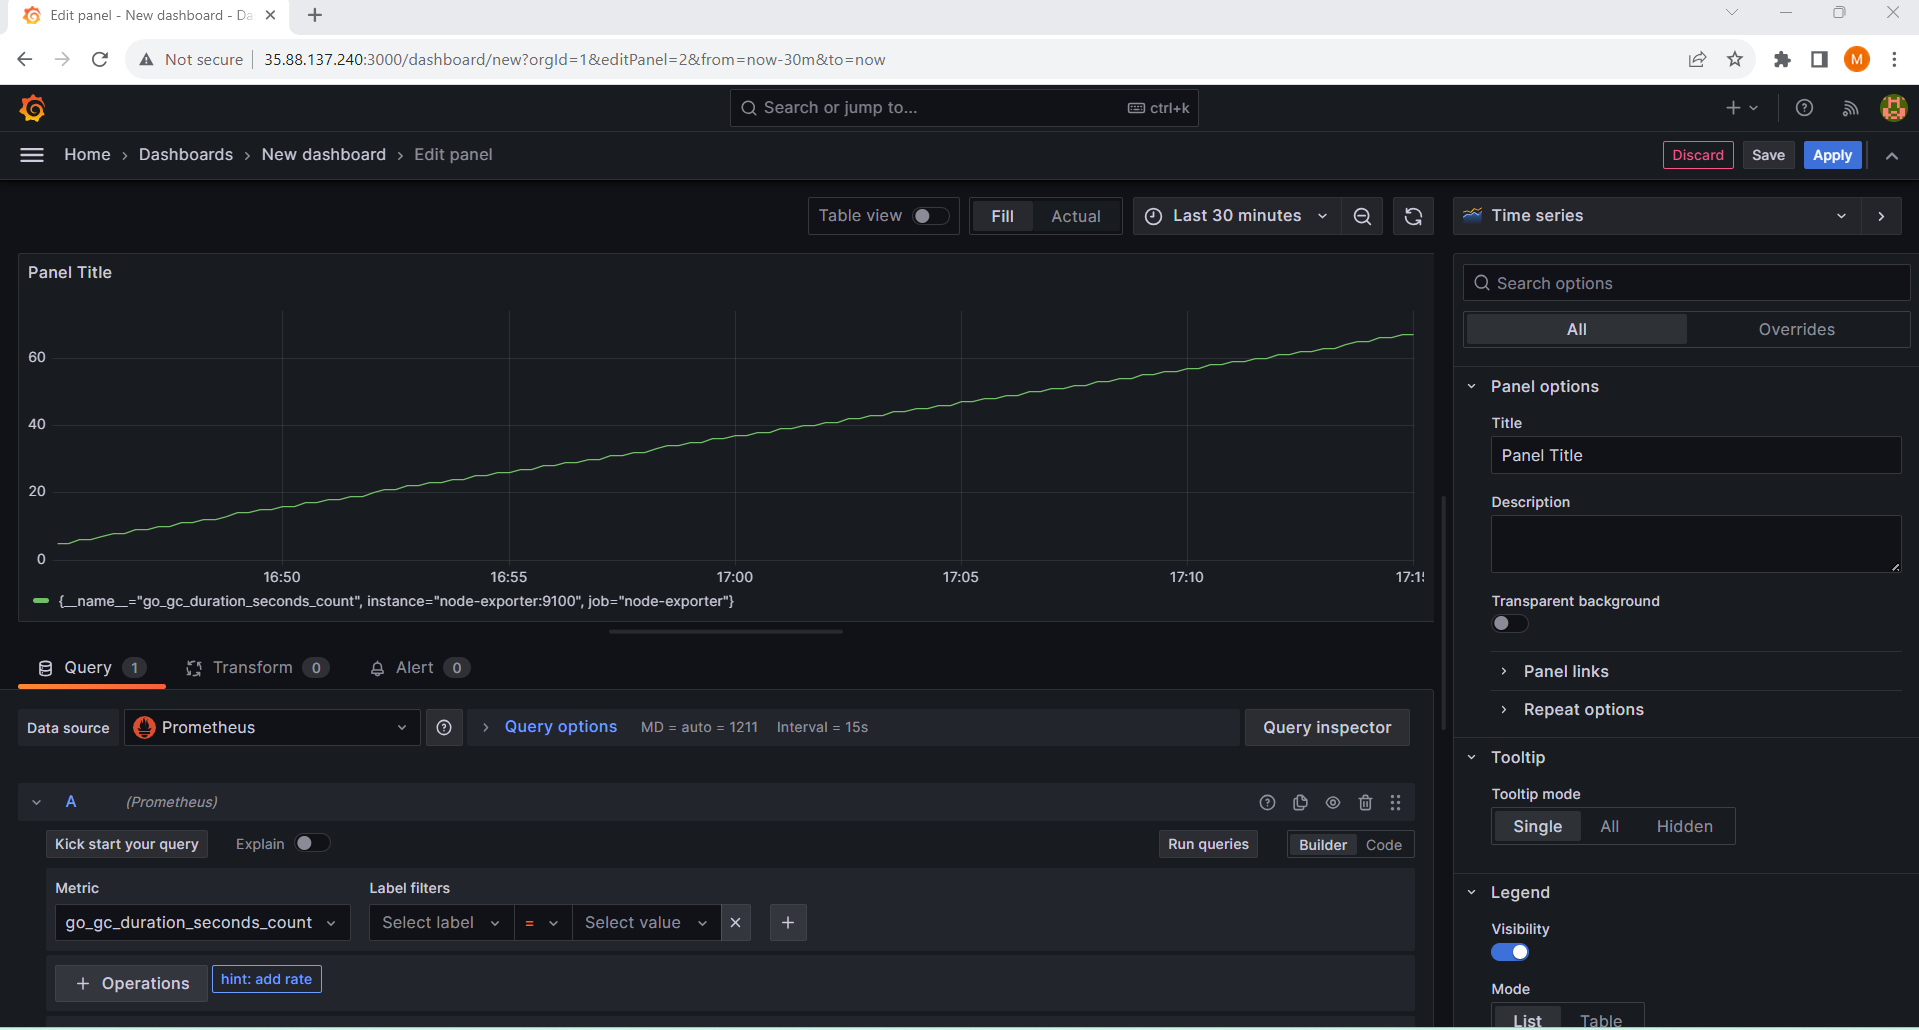 Edit panel - New dashboard - Da
Not secure
35.88.137.240:3000/dashboard/new?orgId=1&editPanel=2&from=now-30m&to=now
M
Search or jump to... ctrl+k
Home › Dashboards › New dashboard › Edit panel
Discard Save Apply
Table view Fill Actual Last 30 minutes
Time series
Panel Title
60
40
20
0
16:50 16:55 17:00 17:05 17:10 17:15
{__name__="go_gc_duration_seconds_count", instance="node-exporter:9100", job="node-exporter"}
Query 1 Transform 0 Alert 0
Data source Prometheus Query options MD = auto = 1211 Interval = 15s Query inspector
A (Prometheus)
Kick start your query Explain Run queries Builder Code
Metric Label filters
go_gc_duration_seconds_count Select label = Select value
+ Operations hint: add rate
Search options
All Overrides
Panel options
Title
Panel Title
Description
Transparent background
Panel links
Repeat options
Tooltip
Tooltip mode
Single All Hidden
Legend
Visibility
Mode
List Table